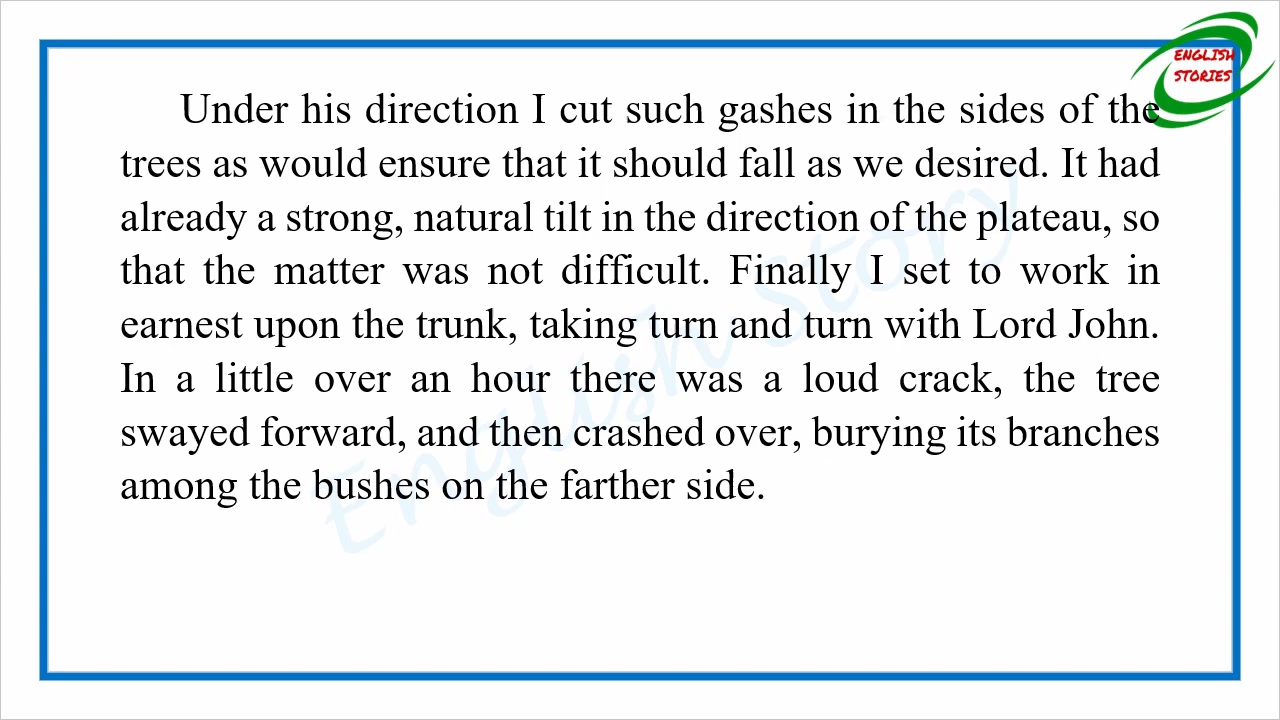 ENGLISH
STORIES
Under his direction I cut such gashes in the sides of the
trees as would ensure that it should fall as we desired. It had
already a strong, natural tilt in the direction of the plateau, so
that the matter was not difficult. Finally I set to work in
earnest upon the trunk, taking turn and turn with Lord John.
In a little over an hour there was a loud crack, the tree
swayed forward, and then crashed over, burying its branches
among the bushes on the farther side.
English Story